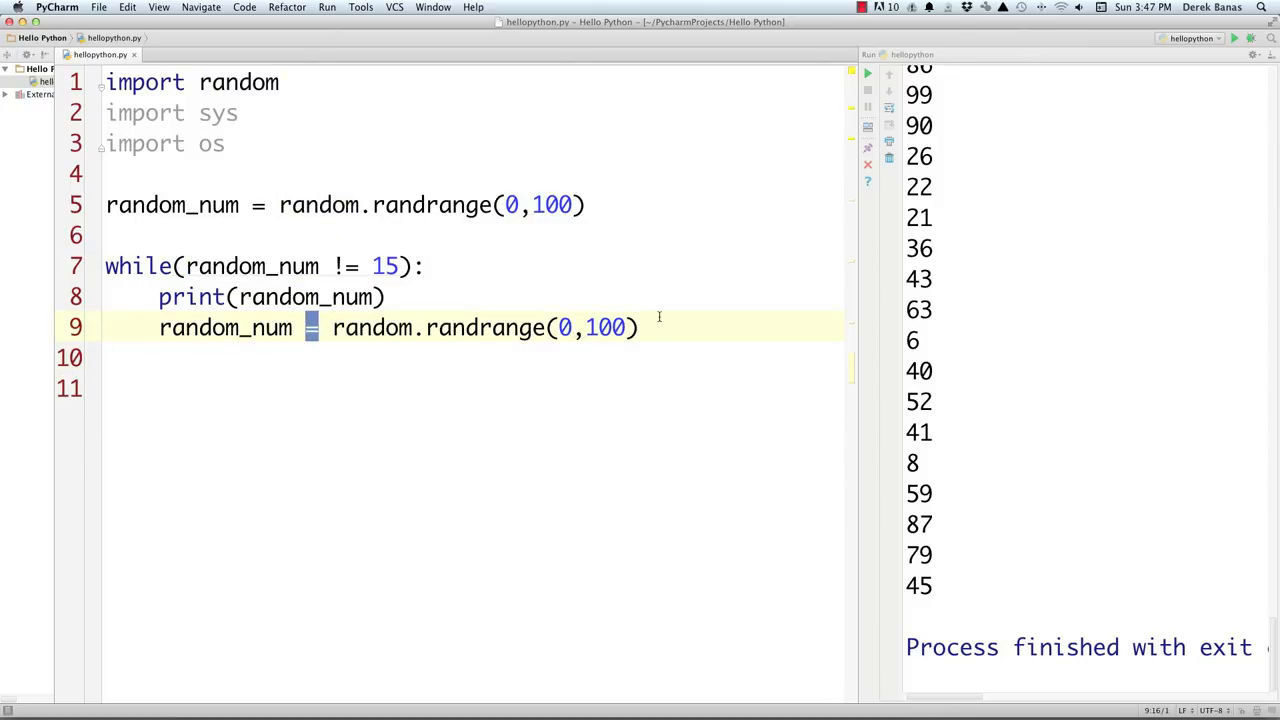 PyCharm File Edit View Navigate Code Refactor Run Tools VCS Window Help 10 Sun 3:47 PM Derek Banas
hellopython.py - Hello Python - [~/PycharmProjects/Hello Python]
Hello Python hellopython.py hellopython
hellopython.py Run hellopython
Hello P
hell
Externa
1 import random
2 import sys
3 import os
4
5 random_num = random.randrange(0,100)
6
7 while(random_num != 15):
8 print(random_num)
9 random_num = random.randrange(0,100)
10
11
99
90
26
22
21
36
43
63
6
40
52
41
8
59
87
79
45
Process finished with exit
9:16/1 LF UTF-8